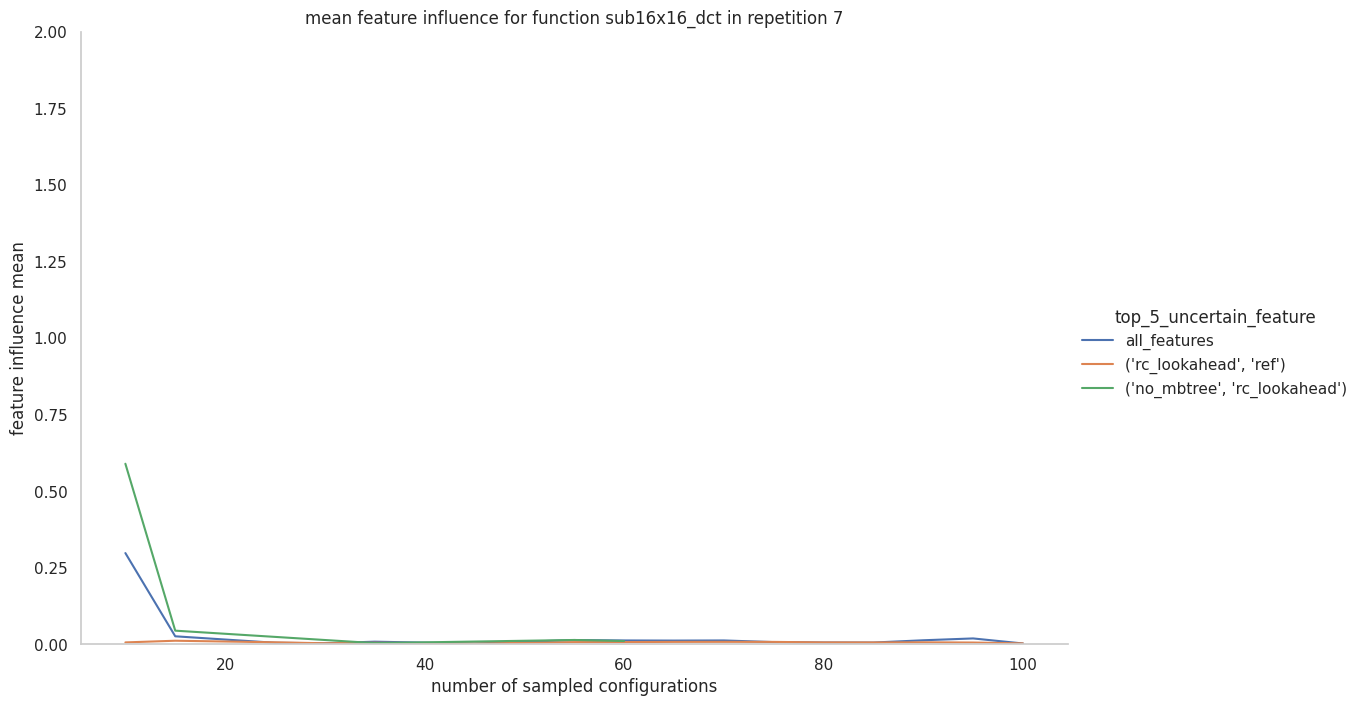 mean feature influence for function sub16x16_dct in repetition 7
2.00
1.75
1.50
1.25
1.00
0.75
0.50
0.25
0.00
feature influence mean
20
40
60
80
100
number of sampled configurations
top_5_uncertain_feature
all_features
('rc_lookahead', 'ref')
('no_mbtree', 'rc_lookahead')